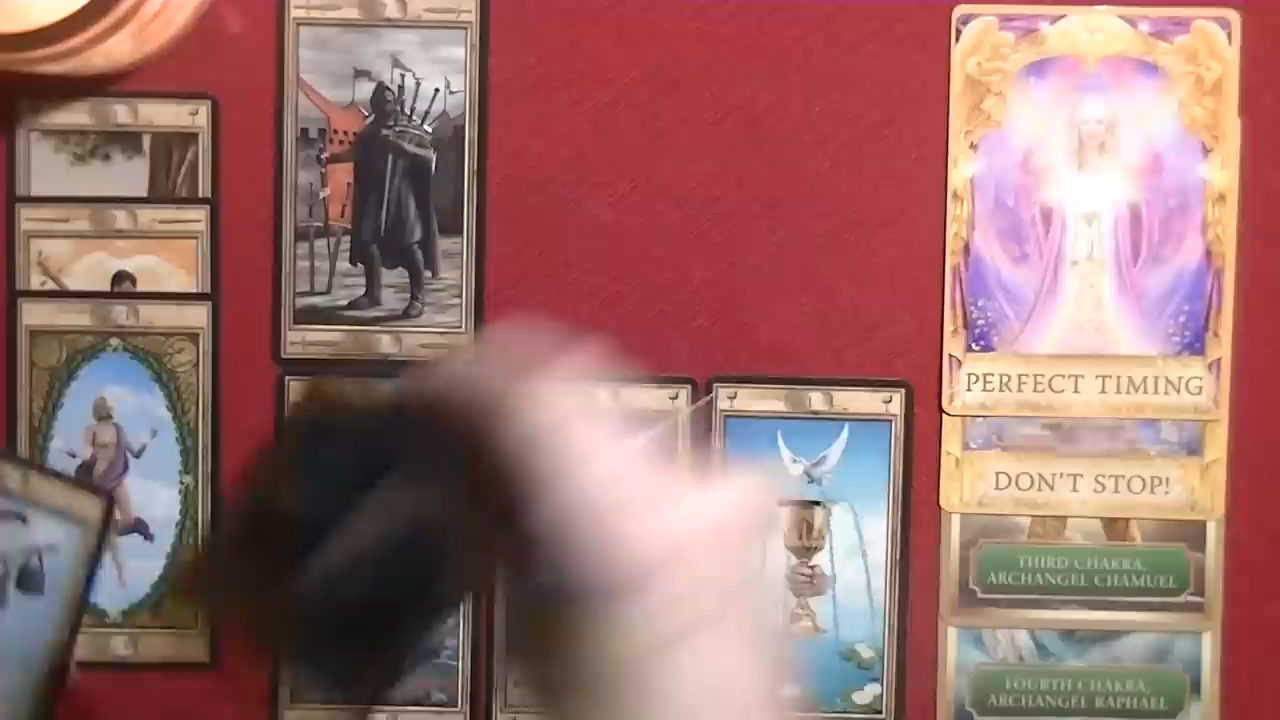 PERFECT TIMING
DON'T STOP!
THIRD CHAKRA,
ARCHANGEL CHAMUEL
FOURTH CHAKRA,
ARCHANGEL RAPHAEL